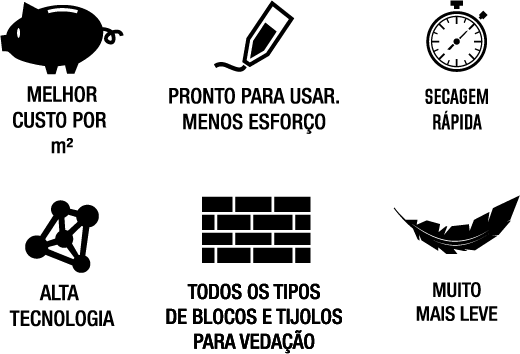 MELHOR
CUSTO POR
m²
PRONTO PARA USAR.
MENOS ESFORÇO
SECAGEM
RÁPIDA
ALTA
TECNOLOGIA
TODOS OS TIPOS
DE BLOCOS E TIJOLOS
PARA VEDAÇÃO
MUITO
MAIS LEVE